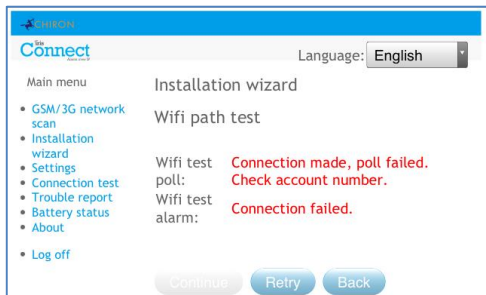 CHIRON
Iris
Connect
Language: English
Main menu
GSM/3G network
scan
Installation
wizard
Settings
Connection test
Trouble report
Battery status
About
Log off
Installation wizard
Wifi path test
Wifi test
poll:
Connection made, poll failed.
Check account number.
Wifi test
alarm:
Connection failed.
Continue
Retry
Back